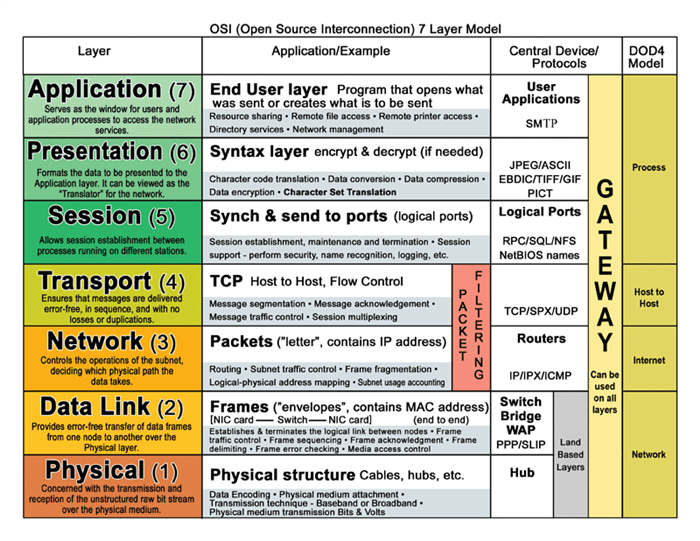 OSI (Open Source Interconnection) 7 Layer Model
Layer
Application/Example
Central Device/
Protocols
DOD4
Model
Application (7)
Serves as the window for users and
application processes to access the network
services.
End User layer Program that opens what
was sent or creates what is to be sent
Resource sharing • Remote file access • Remote printer access •
Directory services • Network management
User
Applications
SMTP
Presentation (6)
Formats the data to be presented to the
Application layer. It can be viewed as the
"Translator" for the network.
Syntax layer encrypt & decrypt (if needed)
Character code translation • Data conversion • Data compression •
Data encryption • Character Set Translation
JPEG/ASCII
EBDIC/TIFF/GIF
PICT
Process
Session (5)
Allows session establishment between
processes running on different stations.
Synch & send to ports (logical ports)
Session establishment, maintenance and termination • Session
support - perform security, name recognition, logging, etc.
Logical Ports
RPC/SQL/NFS
NetBIOS names
Transport (4)
Ensures that messages are delivered
error-free, in sequence, and with no
losses or duplications.
TCP Host to Host, Flow Control
Message segmentation • Message acknowledgement •
Message traffic control • Session multiplexing
PACKET
FILTERING
TCP/SPX/UDP
Host to
Host
Network (3)
Controls the operations of the subnet,
deciding which physical path the
data takes.
Packets ("letter", contains IP address)
Routing • Subnet traffic control • Frame fragmentation •
Logical-physical address mapping • Subnet usage accounting
Routers
IP/IPX/ICMP
Internet
GATEWAY
Can be
used
on all
layers
Data Link (2)
Provides error-free transfer of data frames
from one node to another over the
Physical layer.
Frames ("envelopes", contains MAC address)
[NIC card —— Switch—— NIC card] (end to end)
Establishes & terminates the logical link between nodes • Frame
traffic control • Frame sequencing • Frame acknowledgment • Frame
delimiting • Frame error checking • Media access control
Switch
Bridge
WAP
PPP/SLIP
Land
Based
Layers
Network
Physical (1)
Concerned with the transmission and
reception of the unstructured raw bit stream
over the physical medium.
Physical structure Cables, hubs, etc.
Data Encoding • Physical medium attachment •
Transmission technique - Baseband or Broadband •
Physical medium transmission Bits & Volts
Hub